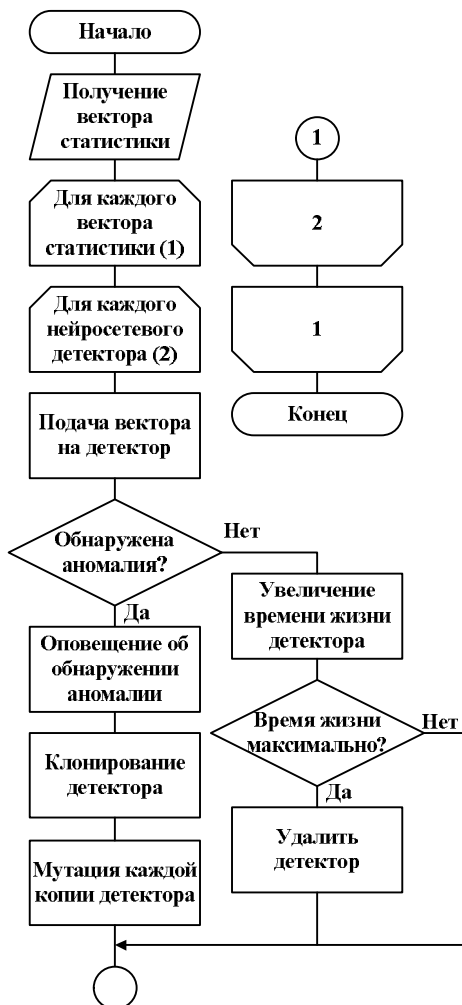 Начало
Получение
вектора
статистики
Для каждого
вектора
статистики (1)
Для каждого
нейросетевого
детектора (2)
Подача вектора
на детектор
Обнаружена
аномалия?
Да
Оповещение об
обнаружении
аномалии
Клонирование
детектора
Мутация каждой
копии детектора
Нет
Увеличение
времени жизни
детектора
Время жизни
максимально?
Нет
Да
Удалить
детектор
1
2
1
Конец